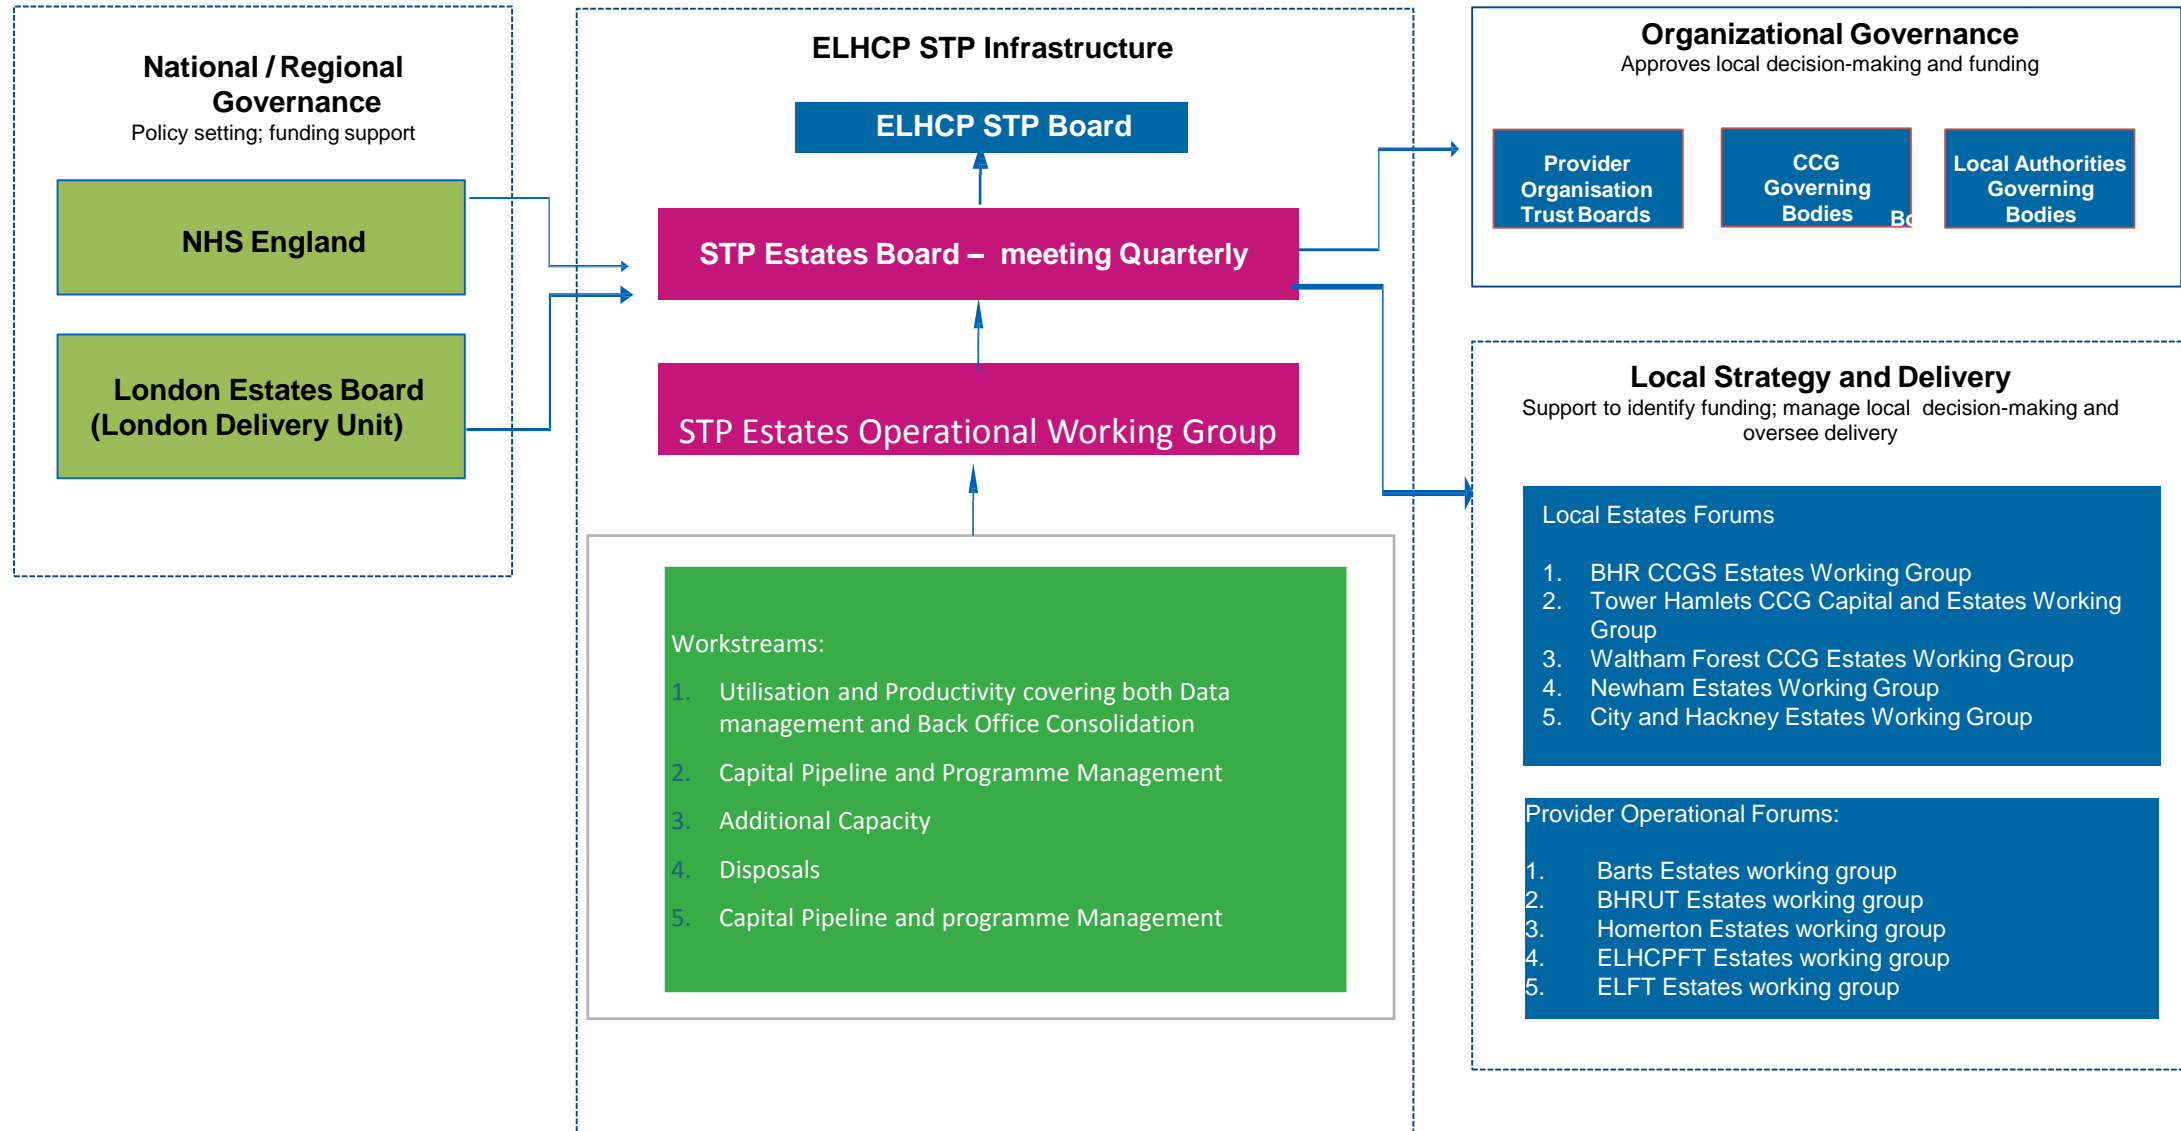 National / Regional
Governance
Policy setting; funding support
NHS England
London Estates Board
(London Delivery Unit)
ELHCP STP Infrastructure
ELHCP STP Board
STP Estates Board – meeting Quarterly
STP Estates Operational Working Group
Workstreams:
1. Utilisation and Productivity covering both Data
management and Back Office Consolidation
2. Capital Pipeline and Programme Management
3. Additional Capacity
4. Disposals
5. Capital Pipeline and programme Management
Organizational Governance
Approves local decision-making and funding
Provider
Organisation
Trust Boards
CCG
Governing
Bodies
Local Authorities
Governing
Bodies
Local Strategy and Delivery
Support to identify funding; manage local decision-making and
oversee delivery
Local Estates Forums
1. BHR CCGS Estates Working Group
2. Tower Hamlets CCG Capital and Estates Working
Group
3. Waltham Forest CCG Estates Working Group
4. Newham Estates Working Group
5. City and Hackney Estates Working Group
Provider Operational Forums:
1. Barts Estates working group
2. BHRUT Estates working group
3. Homerton Estates working group
4. ELHCPFT Estates working group
5. ELFT Estates working group